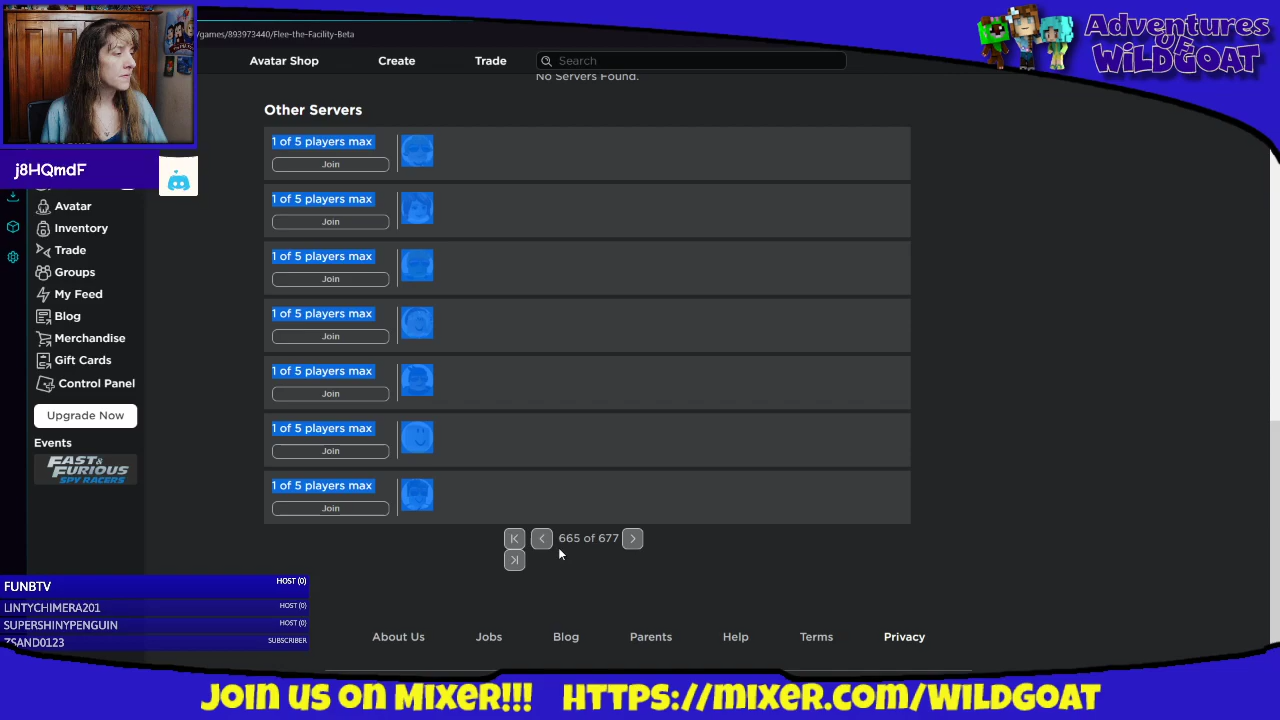 /games/893973440/Flee-the-Facility-Beta
Adventures
OF
WILDGOAT
Avatar Shop
Create
Trade
Search
No Servers Found.
Other Servers
1 of 5 players max
Join
1 of 5 players max
Join
1 of 5 players max
Join
1 of 5 players max
Join
1 of 5 players max
Join
1 of 5 players max
Join
1 of 5 players max
Join
665 of 677
j8HQmdF
Avatar
Inventory
Trade
Groups
My Feed
Blog
Merchandise
Gift Cards
Control Panel
Upgrade Now
Events
FAST &
FURIOUS
SPY RACERS
FUNBTV HOST (0)
LINTYCHIMERA201 HOST (0)
SUPERSHINYPENGUIN HOST (0)
ZSAND0123 SUBSCRIBER
About Us
Jobs
Blog
Parents
Help
Terms
Privacy
Join us on Mixer!!! HTTPS://mixer.com/WILDGOAT